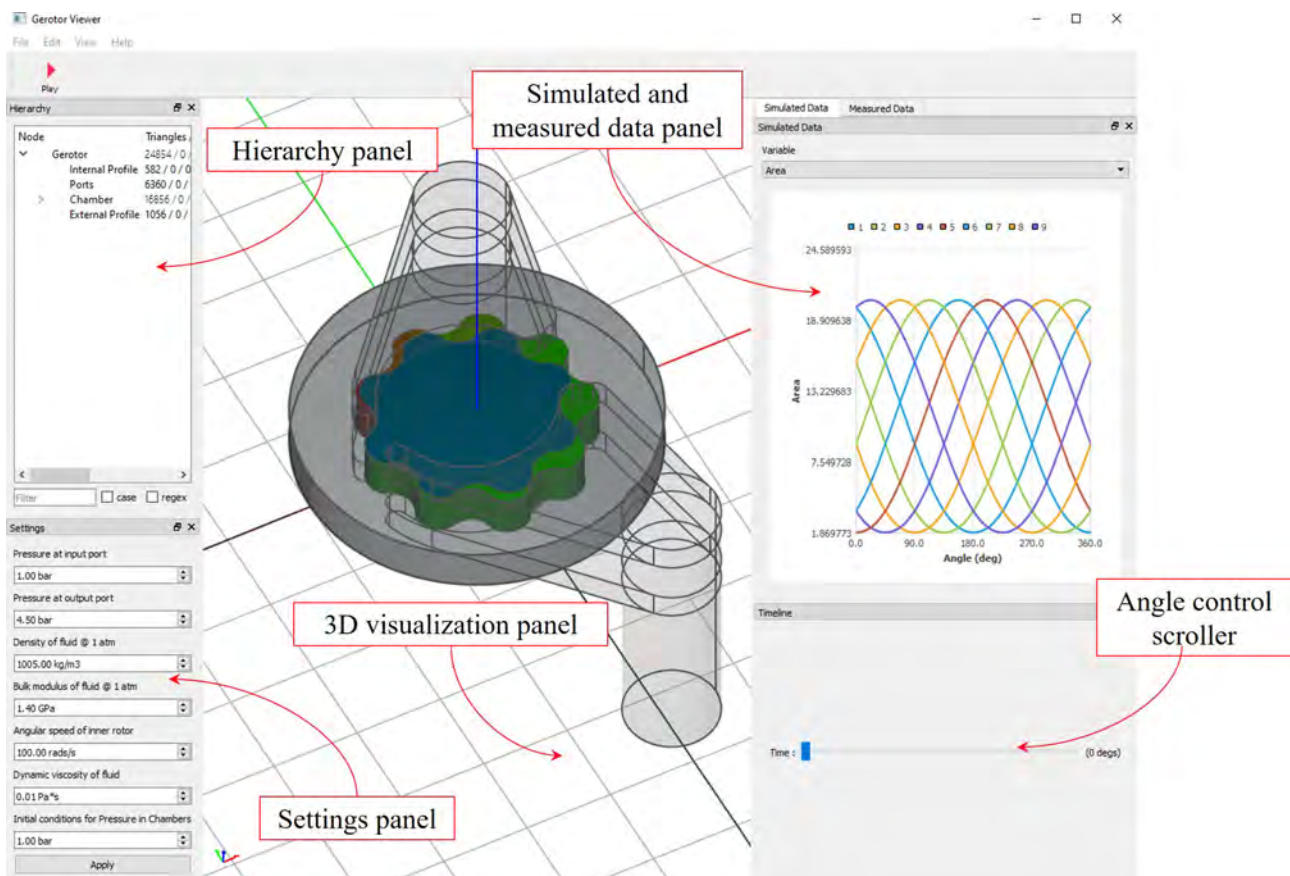 Gerotor Viewer
File Edit View Help
Play
Hierarchy
Node Triangles
Gerotor 24854 / 0 /
Internal Profile 582 / 0 / 0
Ports 6360 / 0 /
Chamber 16856 / 0 /
External Profile 1056 / 0 /
Filter case regex
Settings
Pressure at input port
1.00 bar
Pressure at output port
4.50 bar
Density of fluid @ 1 atm
1005.00 kg/m3
Bulk modulus of fluid @ 1 atm
1.40 GPa
Angular speed of inner rotor
100.00 rads/s
Dynamic viscosity of fluid
0.01 Pa*s
Initial conditions for Pressure in Chambers
1.00 bar
Apply
Hierarchy panel
Simulated and
measured data panel
3D visualization panel
Settings panel
Simulated Data Measured Data
Simulated Data
Variable
Area
1 2 3 4 5 6 7 8 9
24.589593
18.909638
13.229683
7.549728
1.869773
Area
0.0 90.0 180.0 270.0 360.0
Angle (deg)
Timeline
Angle control
scroller
Time : (0 degs)